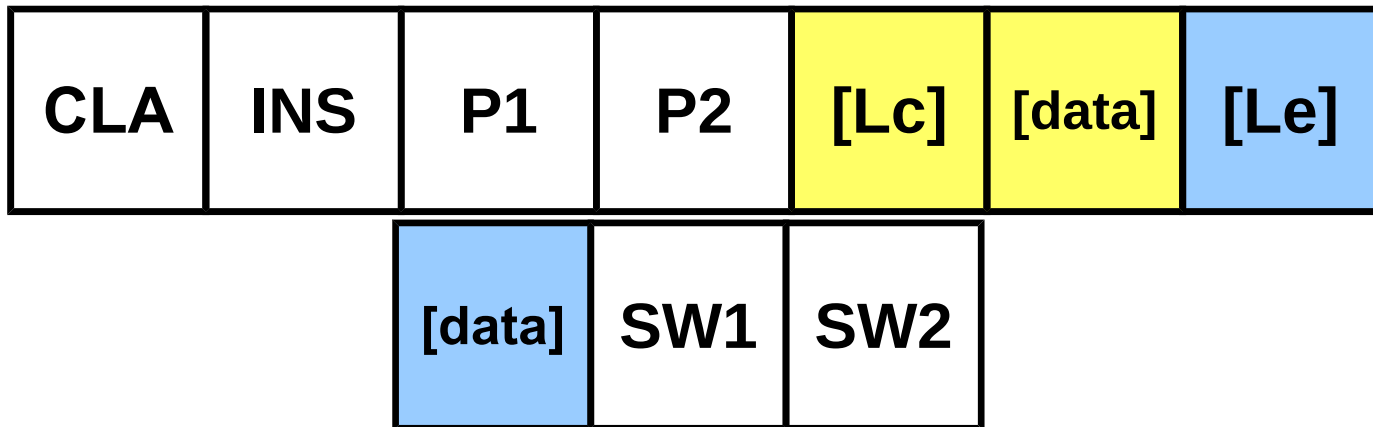 CLA INS P1 P2 [Lc] [data] [Le]
[data] SW1 SW2